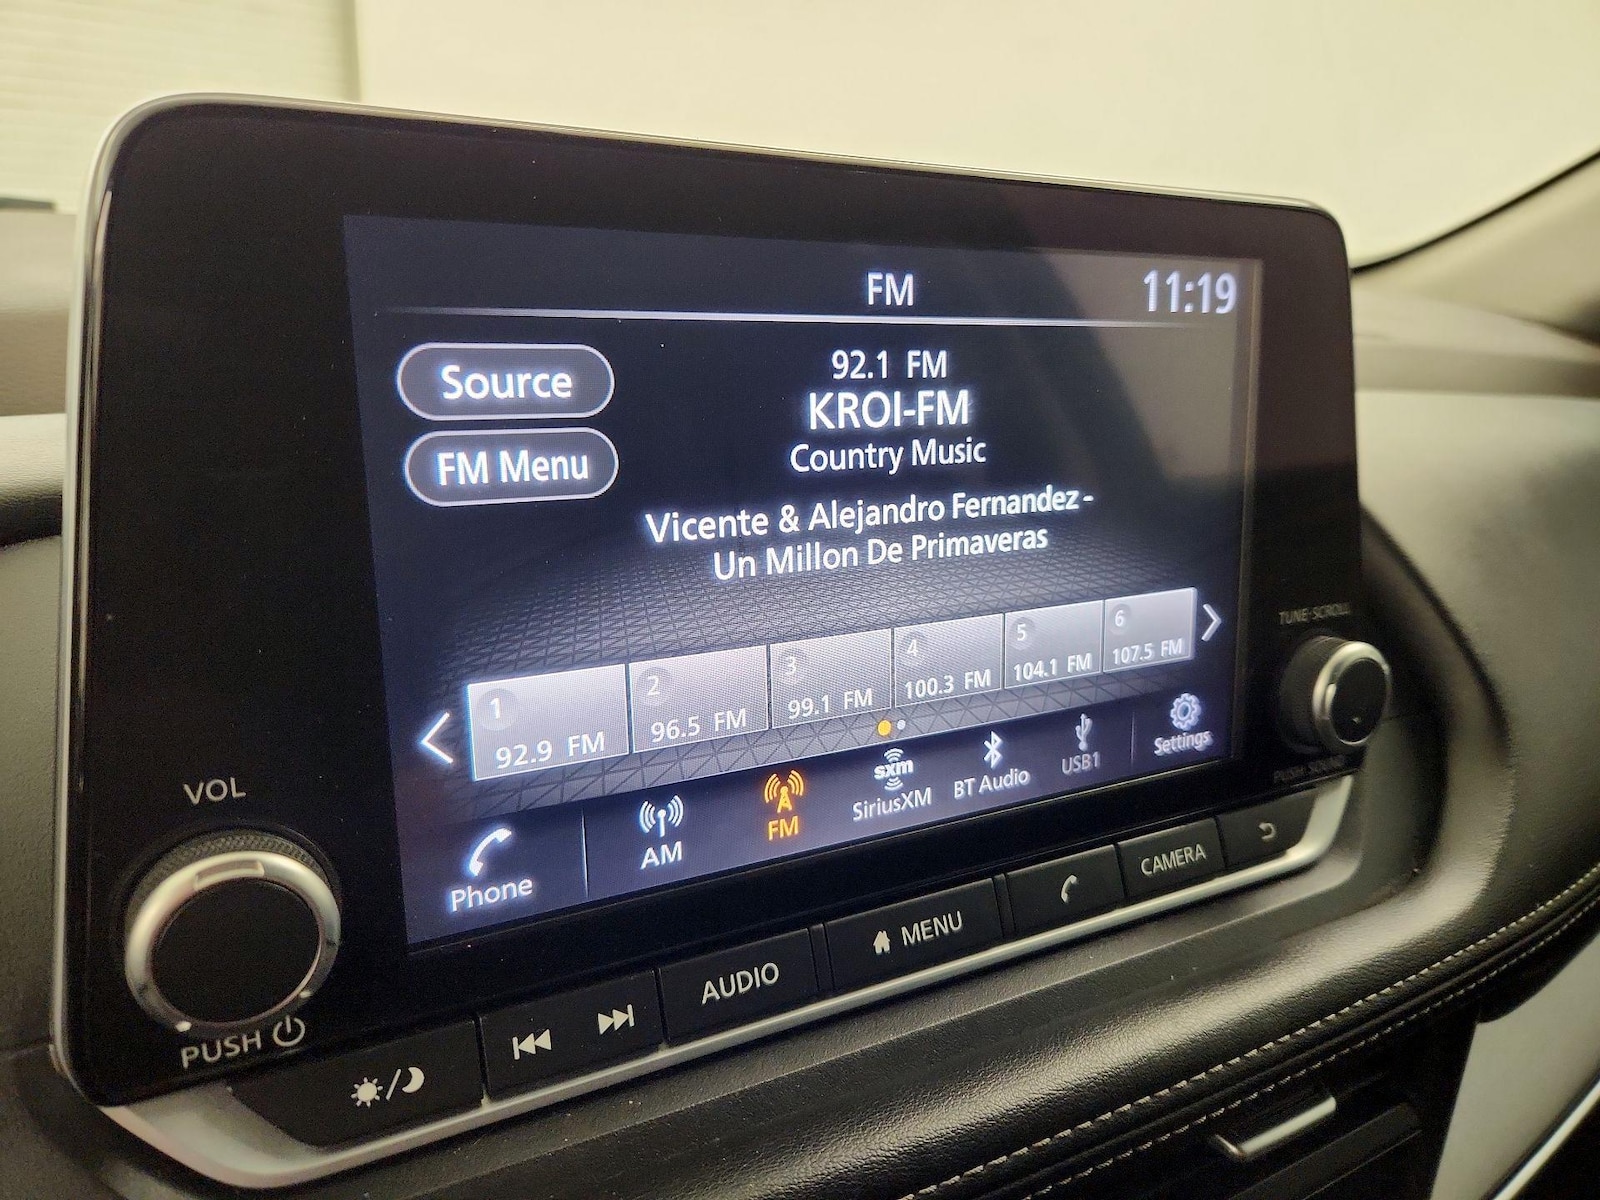 FM
11:19
Source
92.1 FM
KROI-FM
FM Menu
Country Music
Vicente & Alejandro Fernandez -
Un Millon De Primaveras
1
92.9 FM
2
96.5 FM
3
99.1 FM
4
100.3 FM
5
104.1 FM
6
107.5 FM
Phone
AM
FM
sxm
SiriusXM
BT Audio
USB1
Settings
VOL
PUSH
TUNE·SCROLL
PUSH SOUND
AUDIO
MENU
CAMERA